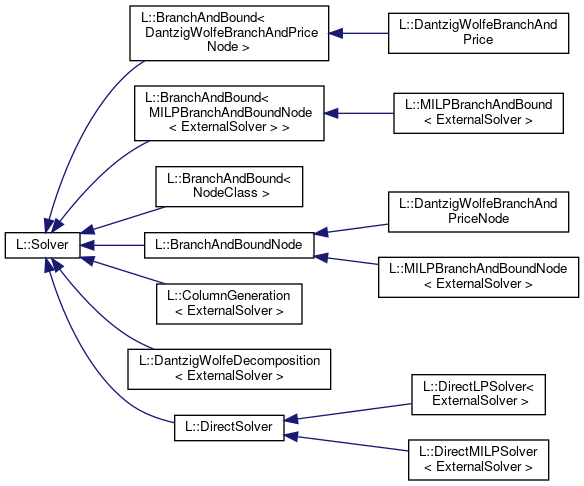 L::BranchAndBound<
DantzigWolfeBranchAndPrice
Node >
L::DantzigWolfeBranchAnd
Price
L::BranchAndBound<
MILPBranchAndBoundNode
< ExternalSolver > >
L::MILPBranchAndBound
< ExternalSolver >
L::BranchAndBound<
NodeClass >
L::Solver
L::BranchAndBoundNode
L::DantzigWolfeBranchAnd
PriceNode
L::MILPBranchAndBoundNode
< ExternalSolver >
L::ColumnGeneration
< ExternalSolver >
L::DantzigWolfeDecomposition
< ExternalSolver >
L::DirectSolver
L::DirectLPSolver<
ExternalSolver >
L::DirectMILPSolver
< ExternalSolver >